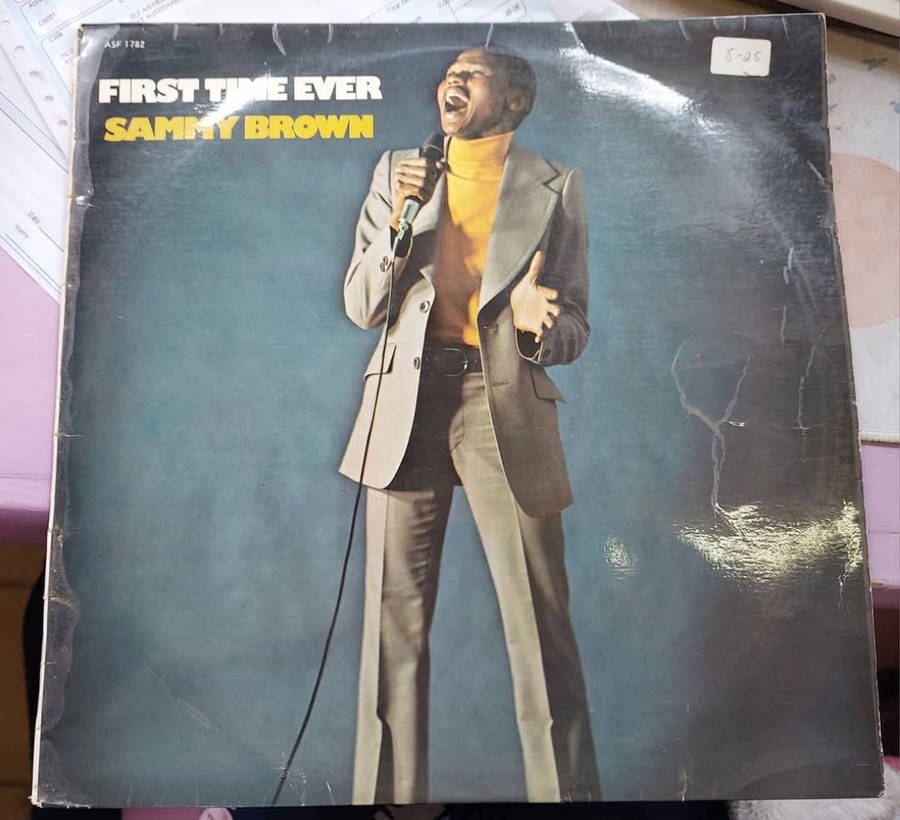 ASF 1782
5-25
FIRST TIME EVER
SAMMY BROWN